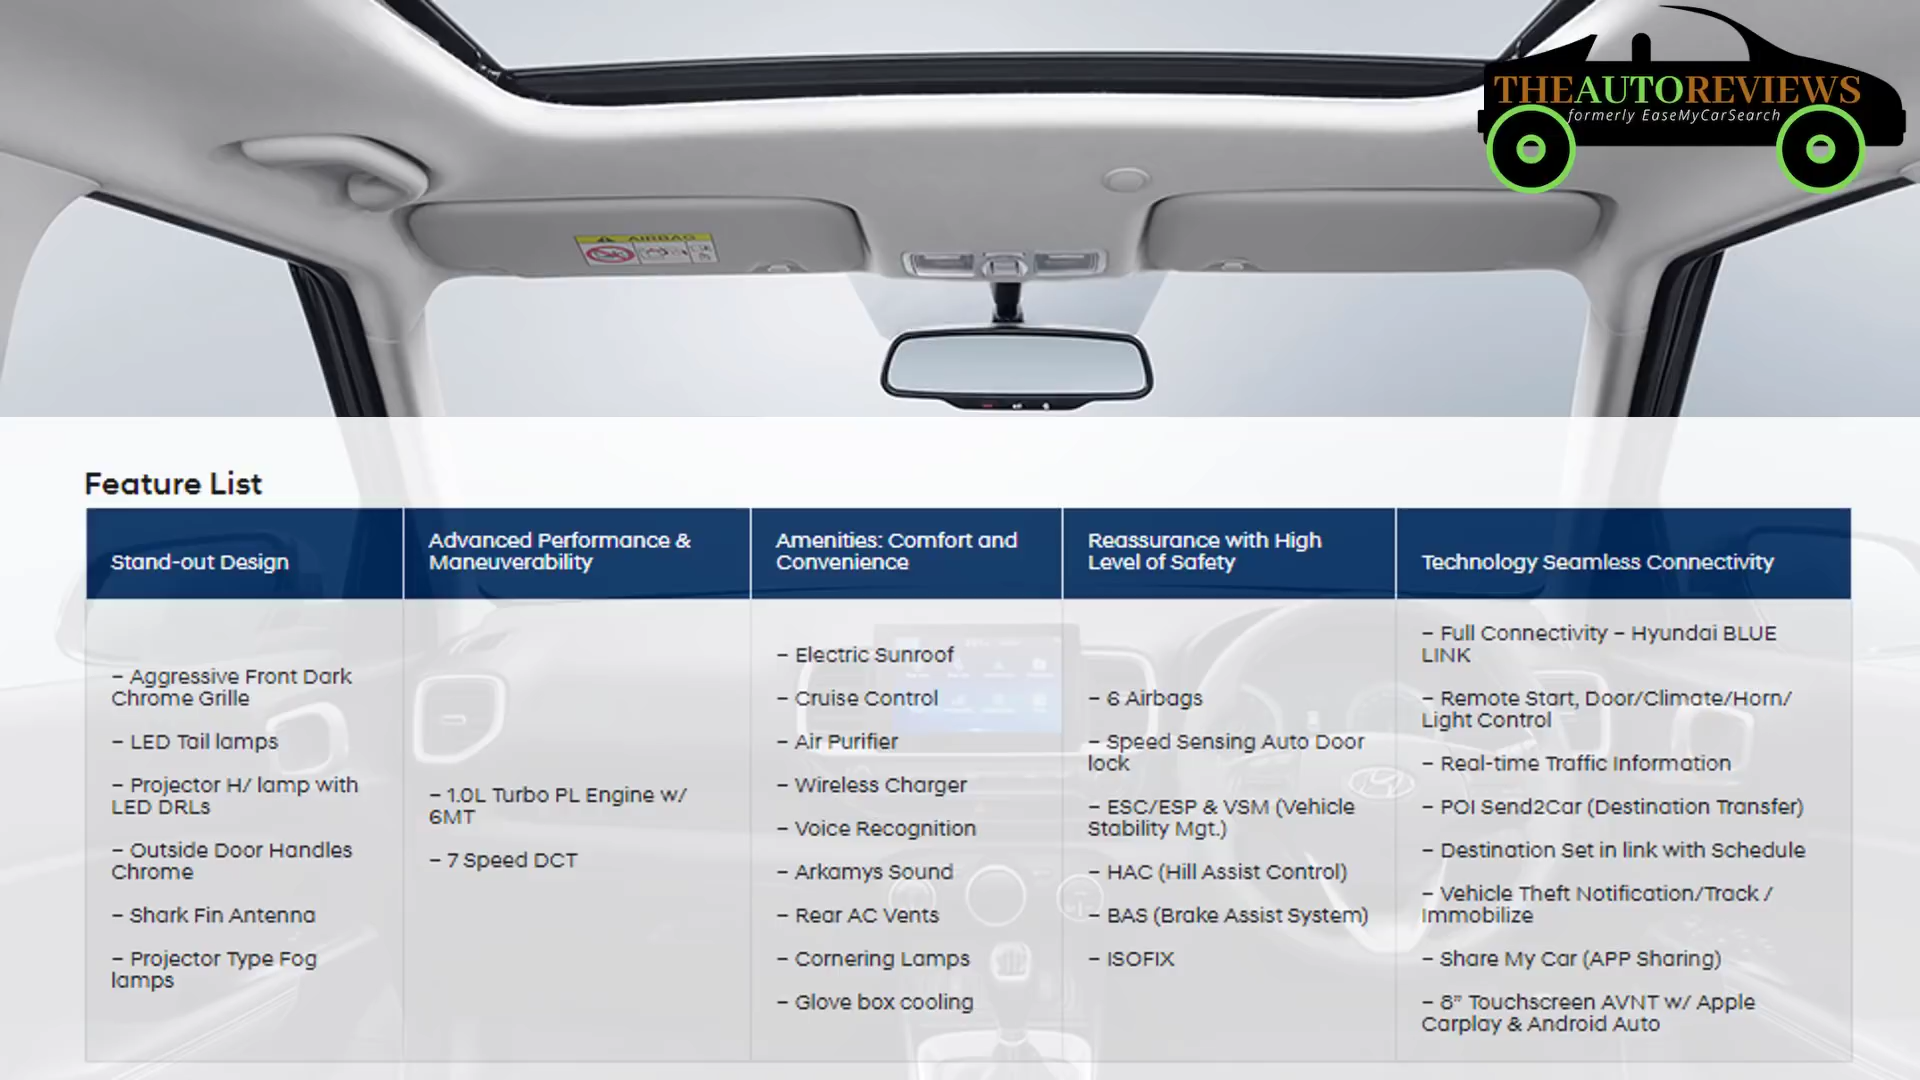 THEAUTOREVIEWS
formerly EaseMyCarSearch
AIRBAG
Feature List
Stand-out Design
Advanced Performance &
Maneuverability
Amenities: Comfort and
Convenience
Reassurance with High
Level of Safety
Technology Seamless Connectivity
– Aggressive Front Dark
Chrome Grille
– LED Tail lamps
– Projector H/ lamp with
LED DRLs
– Outside Door Handles
Chrome
– Shark Fin Antenna
– Projector Type Fog
lamps
– 1.0L Turbo PL Engine w/
6MT
– 7 Speed DCT
– Electric Sunroof
– Cruise Control
– Air Purifier
– Wireless Charger
– Voice Recognition
– Arkamys Sound
– Rear AC Vents
– Cornering Lamps
– Glove box cooling
– 6 Airbags
– Speed Sensing Auto Door
lock
– ESC/ESP & VSM (Vehicle
Stability Mgt.)
– HAC (Hill Assist Control)
– BAS (Brake Assist System)
– ISOFIX
– Full Connectivity – Hyundai BLUE
LINK
– Remote Start, Door/Climate/Horn/
Light Control
– Real-time Traffic Information
– POI Send2Car (Destination Transfer)
– Destination Set in link with Schedule
– Vehicle Theft Notification/Track /
Immobilize
– Share My Car (APP Sharing)
– 8” Touchscreen AVNT w/ Apple
Carplay & Android Auto